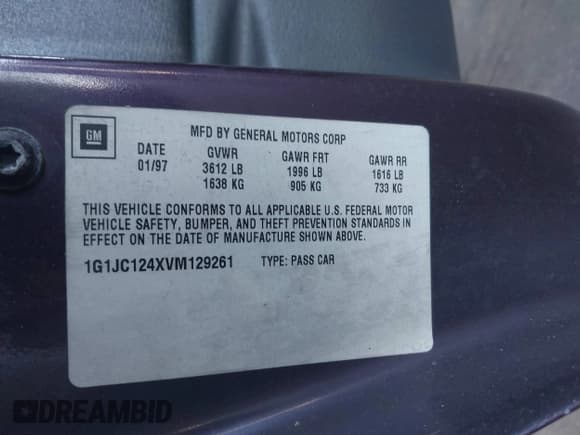 GM
MFD BY GENERAL MOTORS CORP
DATE GVWR GAWR FRT GAWR RR
01/97 3612 LB 1996 LB 1616 LB
1638 KG 905 KG 733 KG
THIS VEHICLE CONFORMS TO ALL APPLICABLE U.S. FEDERAL MOTOR
VEHICLE SAFETY, BUMPER, AND THEFT PREVENTION STANDARDS IN
EFFECT ON THE DATE OF MANUFACTURE SHOWN ABOVE.
1G1JC124XVM129261 TYPE: PASS CAR
DREAMBID